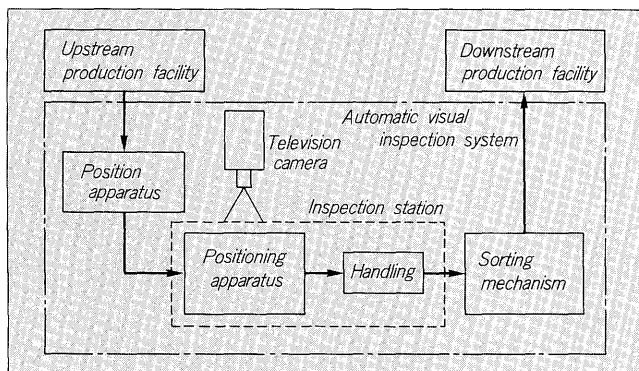 Upstream
production facility
Downstream
production facility
Automatic visual
inspection system
Television
camera
Position
apparatus
Inspection station
Positioning
apparatus
Handling
Sorting
mechanism